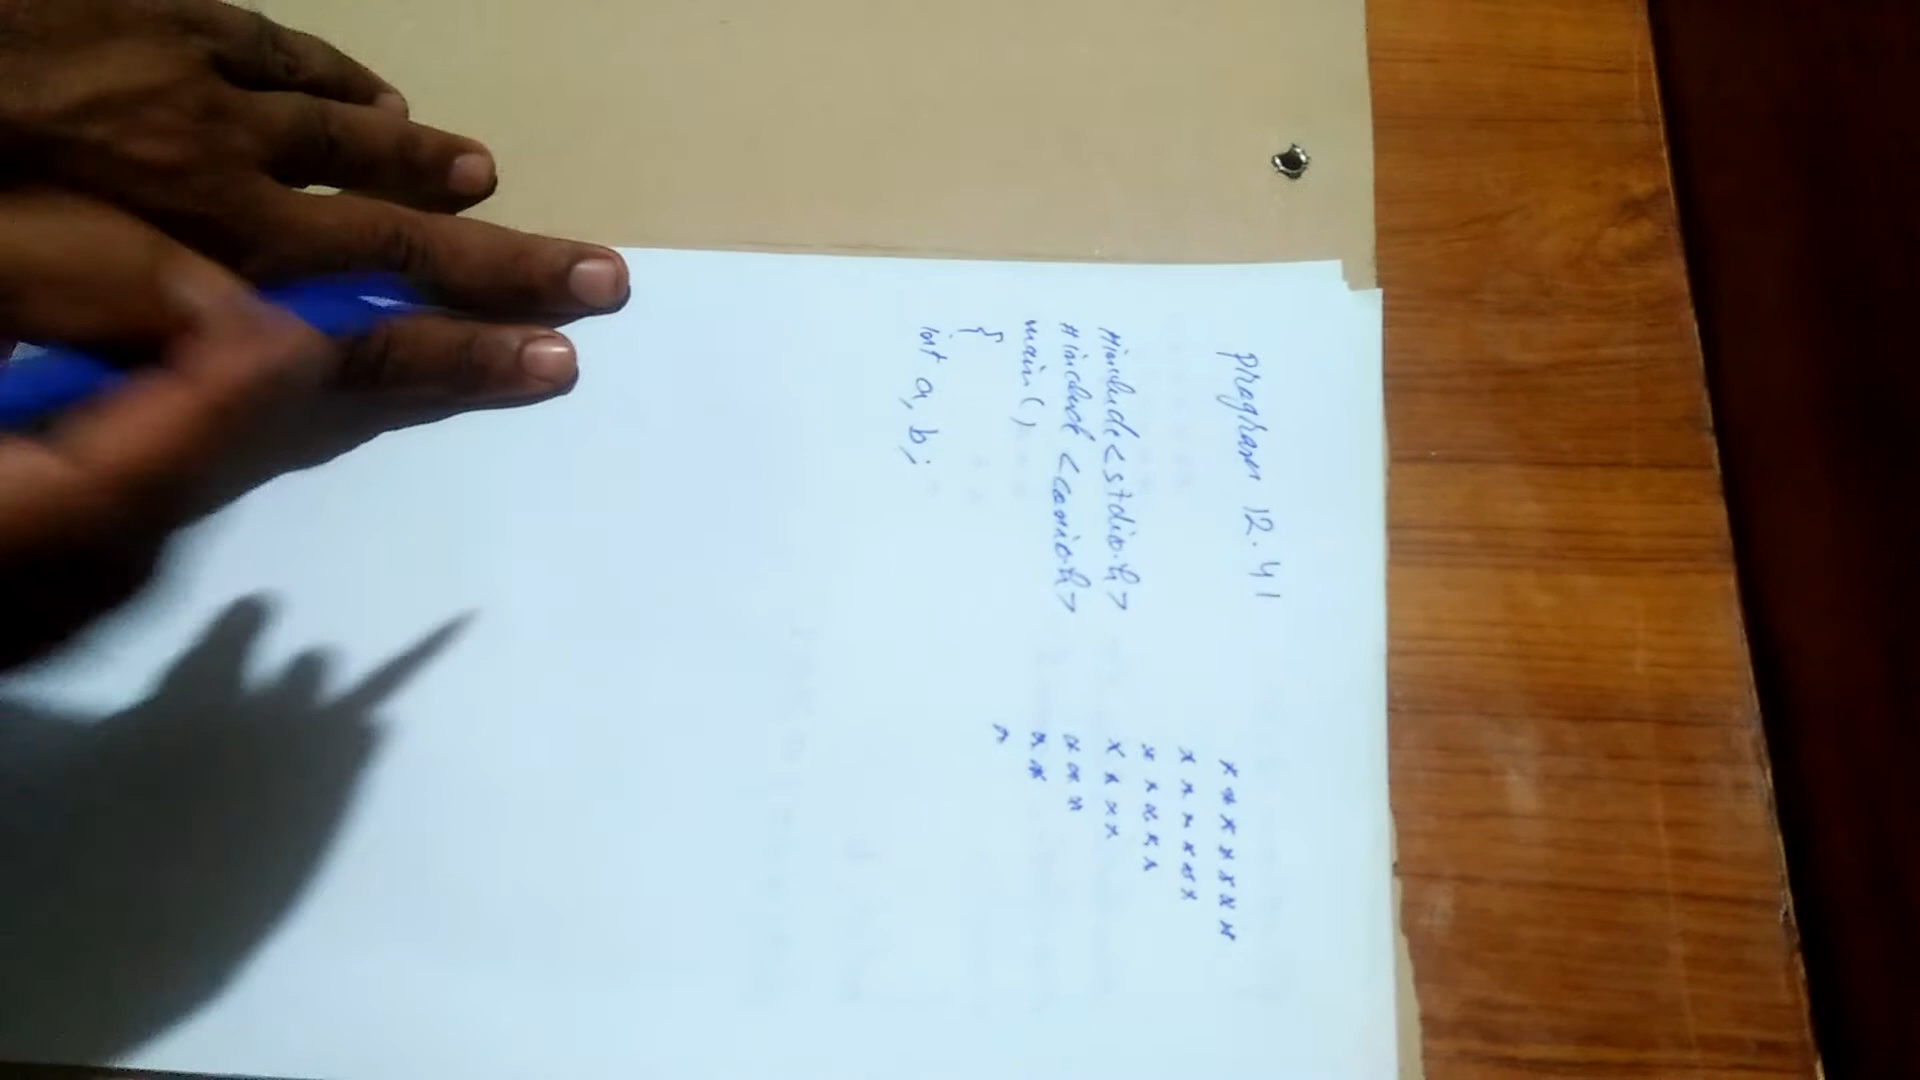 Program 12.41
#include<stdio.h>
#include <conio.h>
main()
{
int a, b;
* * * * * * *
* * * * * *
* * * * *
* * * *
* * *
* *
*